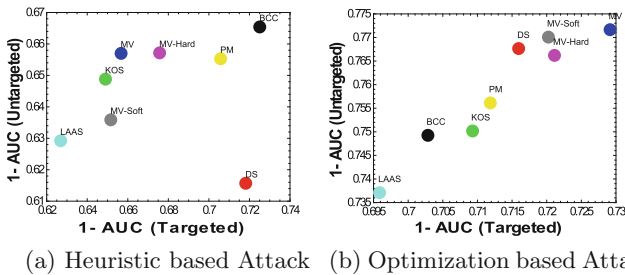 0.67
0.66
0.65
0.64
0.63
0.62
0.61
1- AUC (Untargeted)
BCC
MV
MV-Hard
PM
KOS
MV-Soft
LAAS
DS
0.62 0.64 0.66 0.68 0.7 0.72 0.74
1- AUC (Targeted)
(a) Heuristic based Attack
0.775
0.77
0.765
0.76
0.755
0.75
0.745
0.74
0.735
1- AUC (Untargeted)
MV
MV-Soft
DS
MV-Hard
PM
KOS
BCC
LAAS
0.695 0.7 0.705 0.71 0.715 0.72 0.725 0.73
1- AUC (Targeted)
(b) Optimization based